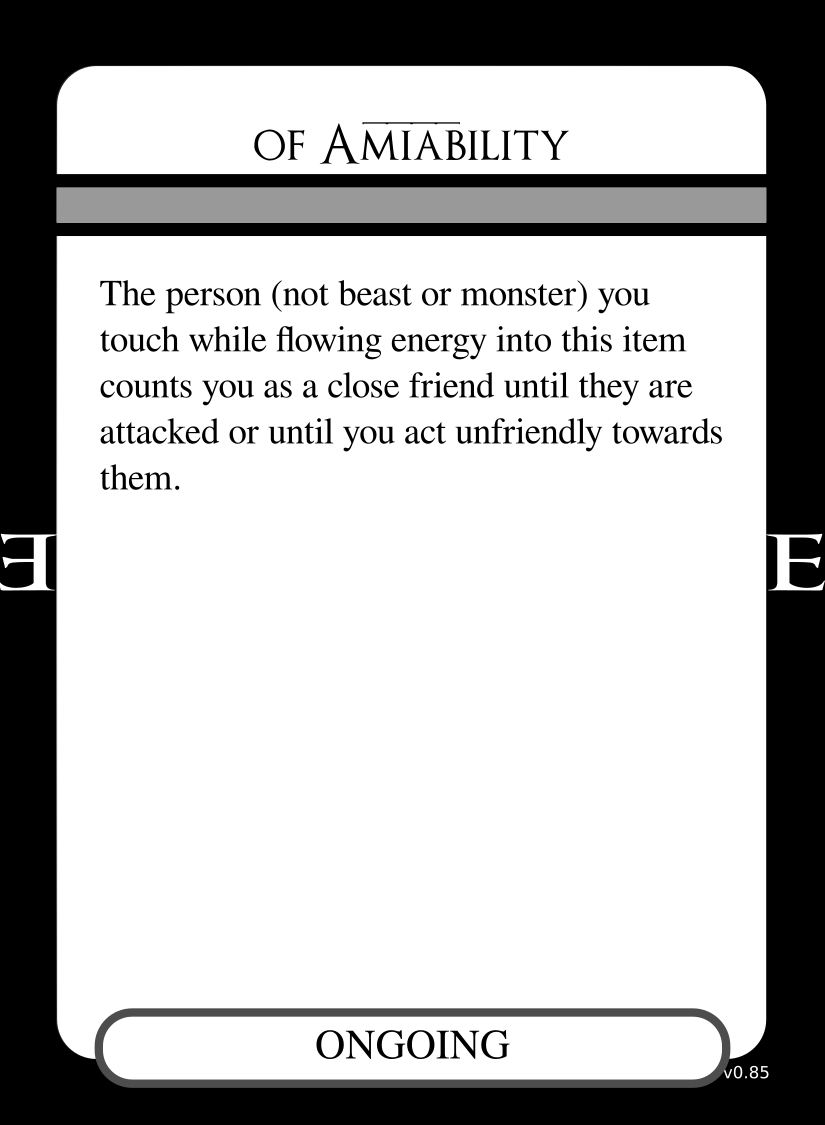 OF AMIABILITY
The person (not beast or monster) you
touch while flowing energy into this item
counts you as a close friend until they are
attacked or until you act unfriendly towards
them.
E
E
ONGOING
v0.85